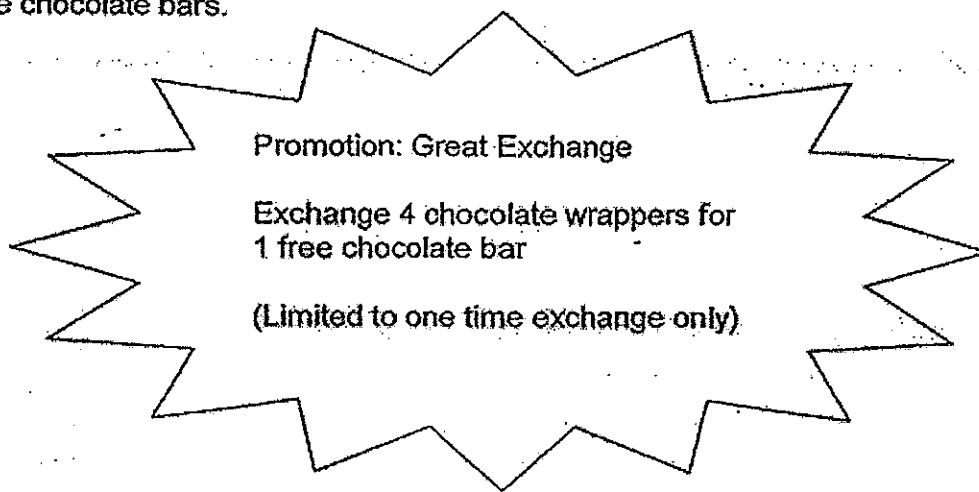 chocolate bars.
Promotion: Great Exchange
Exchange 4 chocolate wrappers for
1 free chocolate bar
(Limited to one time exchange only)